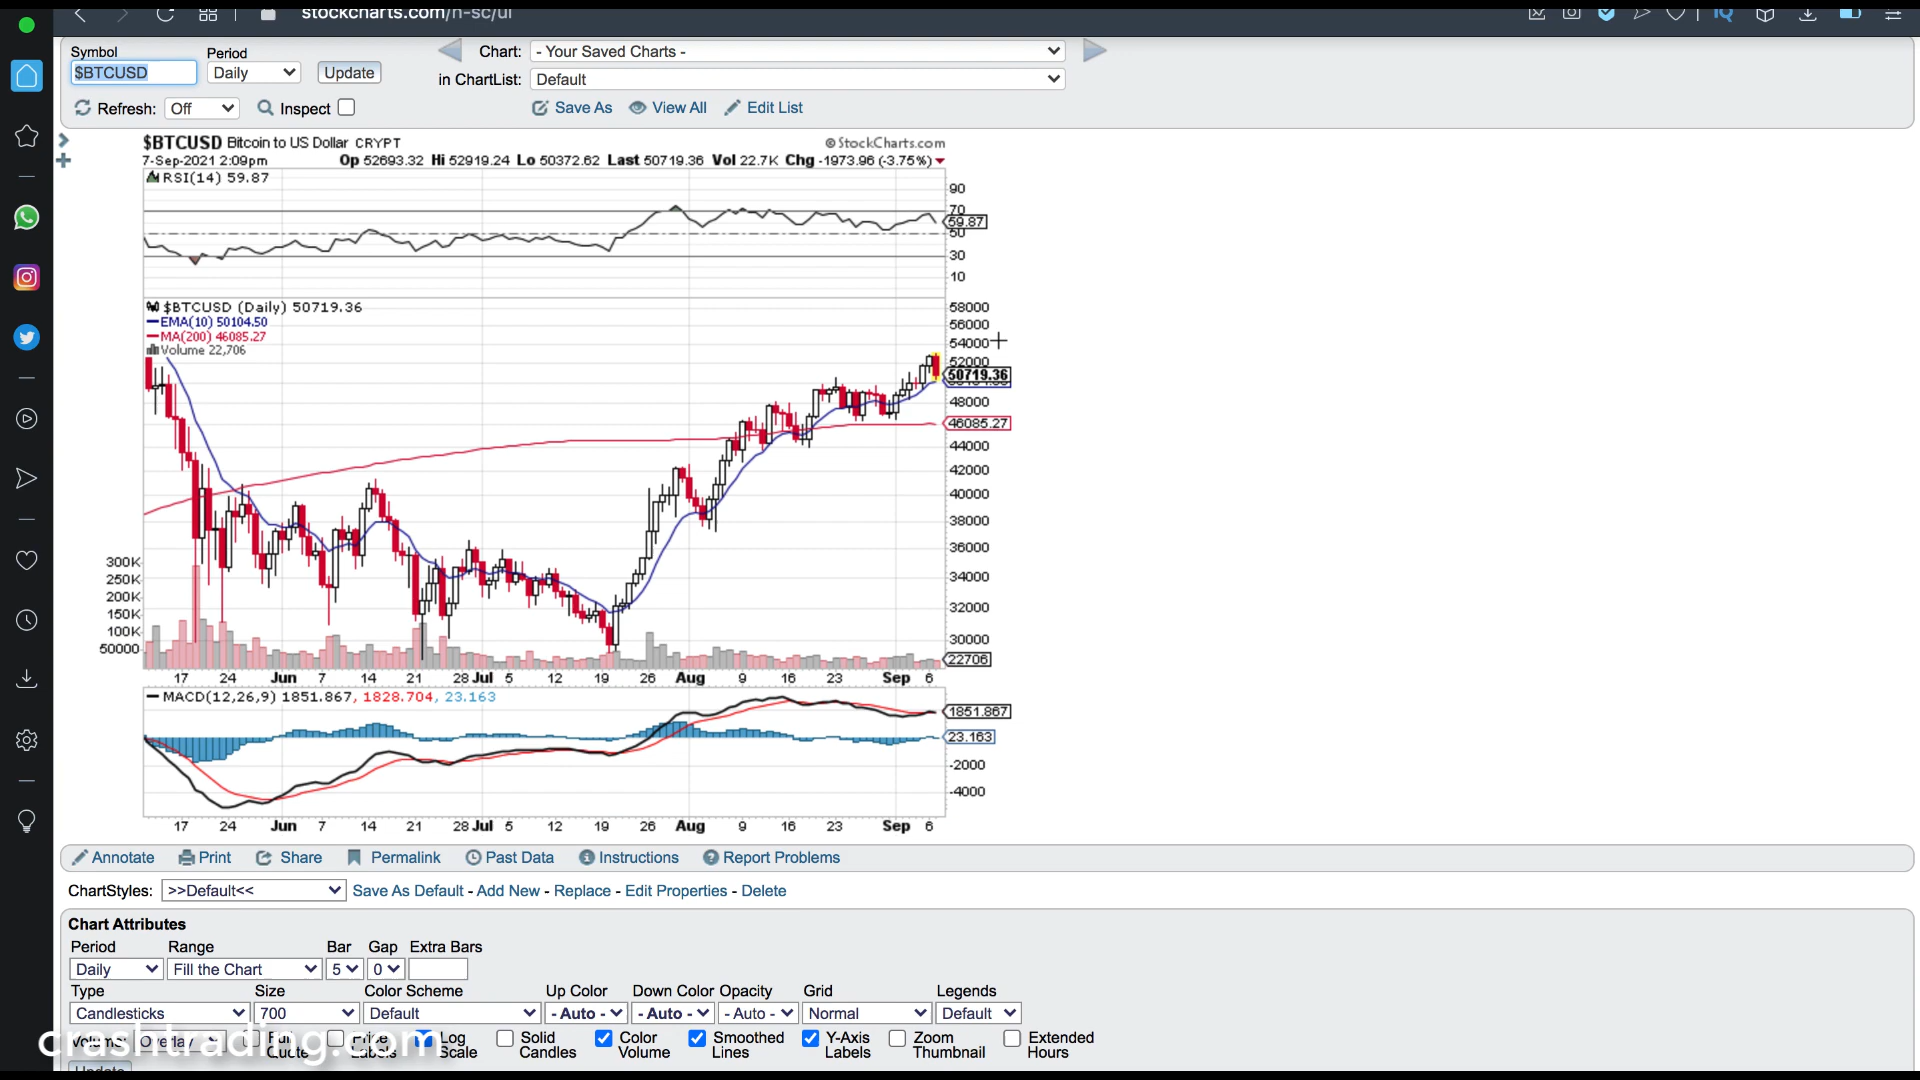 stockcharts.com/h-sc/ui
Symbol
Period
$BTCUSD
Daily
Update
Chart:
- Your Saved Charts -
in ChartList:
Default
Refresh:
Off
Inspect
Save As
View All
Edit List
$BTCUSD Bitcoin to US Dollar CRYPT
© StockCharts.com
7-Sep-2021 2:09pm
Op 52693.32 Hi 52919.24 Lo 50372.62 Last 50719.36 Vol 22.7K Chg -1973.96 (-3.75%)
RSI(14) 59.87
90
70
59.87
50
30
10
$BTCUSD (Daily) 50719.36
EMA(10) 50104.50
MA(200) 46085.27
Volume 22,706
58000
56000
54000
52000
50719.36
48000
46085.27
44000
42000
40000
38000
36000
34000
32000
30000
22706
300K
250K
200K
150K
100K
50000
17 24 Jun 7 14 21 28 Jul 5 12 19 26 Aug 9 16 23 Sep 6
MACD(12,26,9) 1851.867, 1828.704, 23.163
1851.867
23.163
-2000
-4000
17 24 Jun 7 14 21 28 Jul 5 12 19 26 Aug 9 16 23 Sep 6
Annotate Print Share Permalink Past Data Instructions Report Problems
ChartStyles: >>Default<< Save As Default - Add New - Replace - Edit Properties - Delete
Chart Attributes
Period Range Bar Gap Extra Bars
Daily Fill the Chart 5 0
Type Size Color Scheme Up Color Down Color Opacity Grid Legends
Candlesticks 700 Default - Auto - - Auto - - Auto - Normal Default
Volume: Overlay Full Quote Price Labels Log Scale Solid Candles Color Volume Smoothed Lines Y-Axis Labels Zoom Thumbnail Extended Hours
crashtrading.com
Update